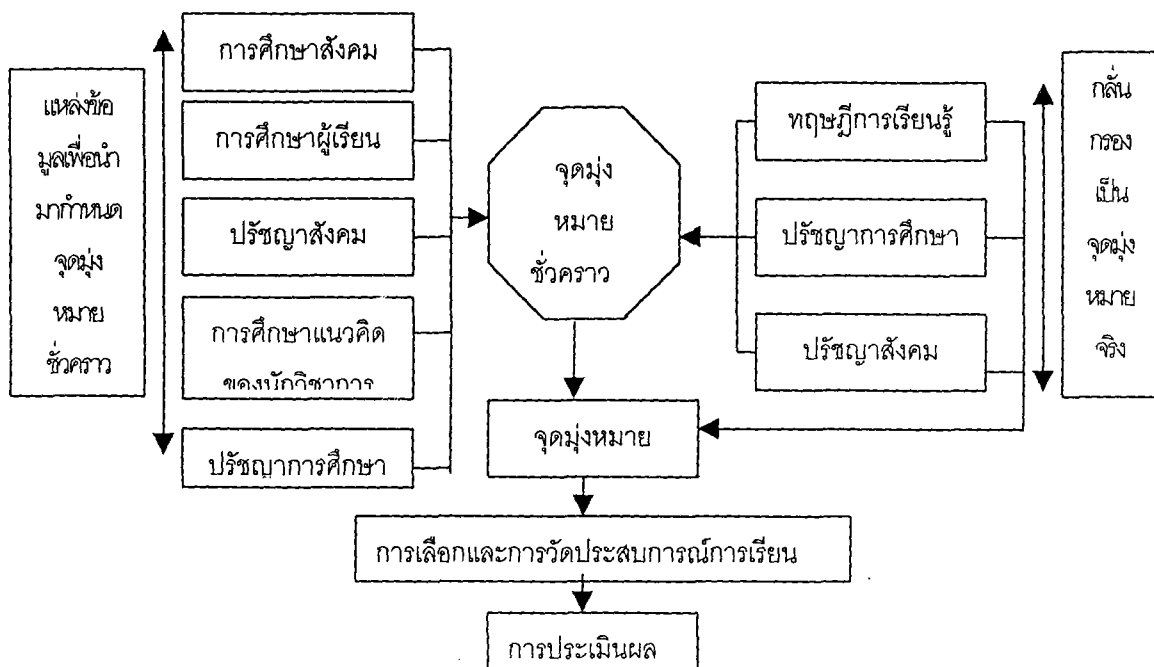 แหล่งข้อ
มูลเพื่อนำ
มากำหนด
จุดมุ่ง
หมาย
ชั่วคราว
การศึกษาสังคม
การศึกษาผู้เรียน
ปรัชญาสังคม
การศึกษาแนวคิด
ของนักวิชาการ
ปรัชญาการศึกษา
จุดมุ่ง
หมาย
ชั่วคราว
ทฤษฎีการเรียนรู้
ปรัชญาการศึกษา
ปรัชญาสังคม
กลั่น
กรอง
เป็น
จุดมุ่ง
หมาย
จริง
จุดมุ่งหมาย
การเลือกและการวัดประสบการณ์การเรียน
การประเมินผล